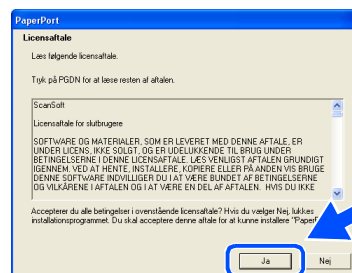 PaperPort
Licensaftale
Læs følgende licensaftale.
Tryk på PGDN for at læse resten af aftalen.
ScanSoft
Licensaftale for slutbrugere
SOFTWARE OG MATERIALER, SOM ER LEVERET MED DENNE AFTALE, ER
UNDER LICENS, IKKE SOLGT, OG ER UDELUKKENDE TIL BRUG UNDER
BETINGELSERNE I DENNE LICENSAFTALE. LÆS VENLIGST AFTALEN GRUNDIGT
IGENNEM. VED AT HENTE, INSTALLERE, KOPIERE ELLER PÅ ANDEN VIS BRUGE
DENNE SOFTWARE INDVILLIGER DU I AT VÆRE BUNDET AF BETINGELSERNE
OG VILKÅRENE I AFTALEN OG I AT VÆRE EN DEL AF AFTALEN. HVIS DU IKKE
Accepterer du alle betingelser i ovenstående licensaftale? Hvis du vælger Nej, lukkes
installationsprogrammet. Du skal acceptere denne aftale for at kunne installere "PaperP
Ja
Nej